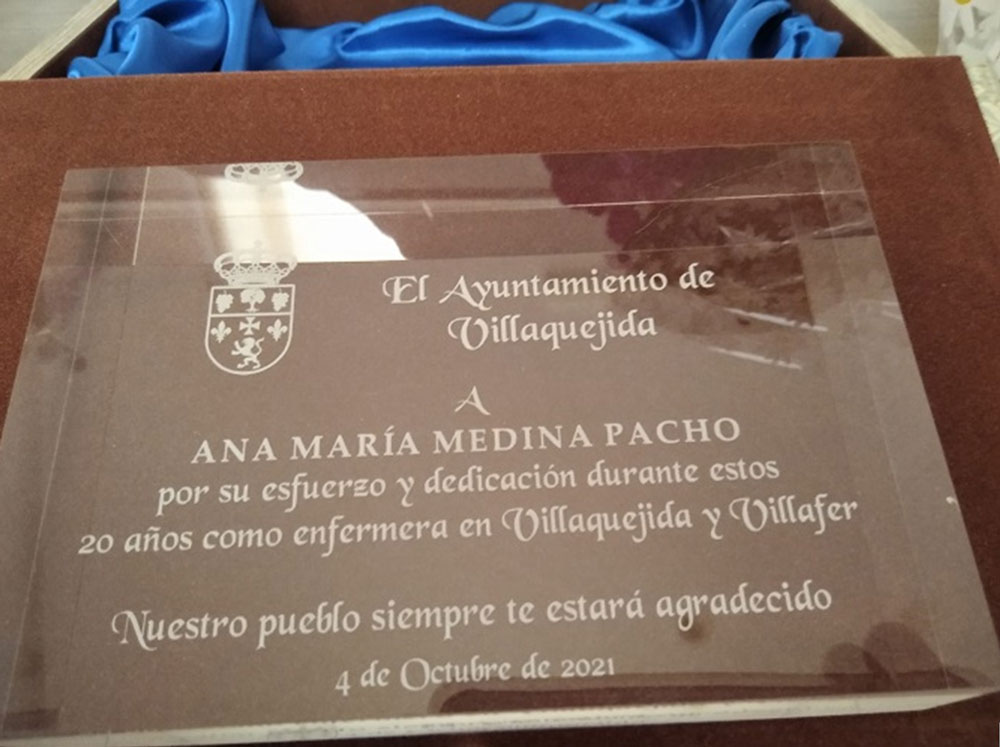 El Ayuntamiento de
Villaquejida
A
ANA MARÍA MEDINA PACHO
por su esfuerzo y dedicación durante estos
20 años como enfermera en Villaquejida y Villafer
Nuestro pueblo siempre te estará agradecido
4 de Octubre de 2021